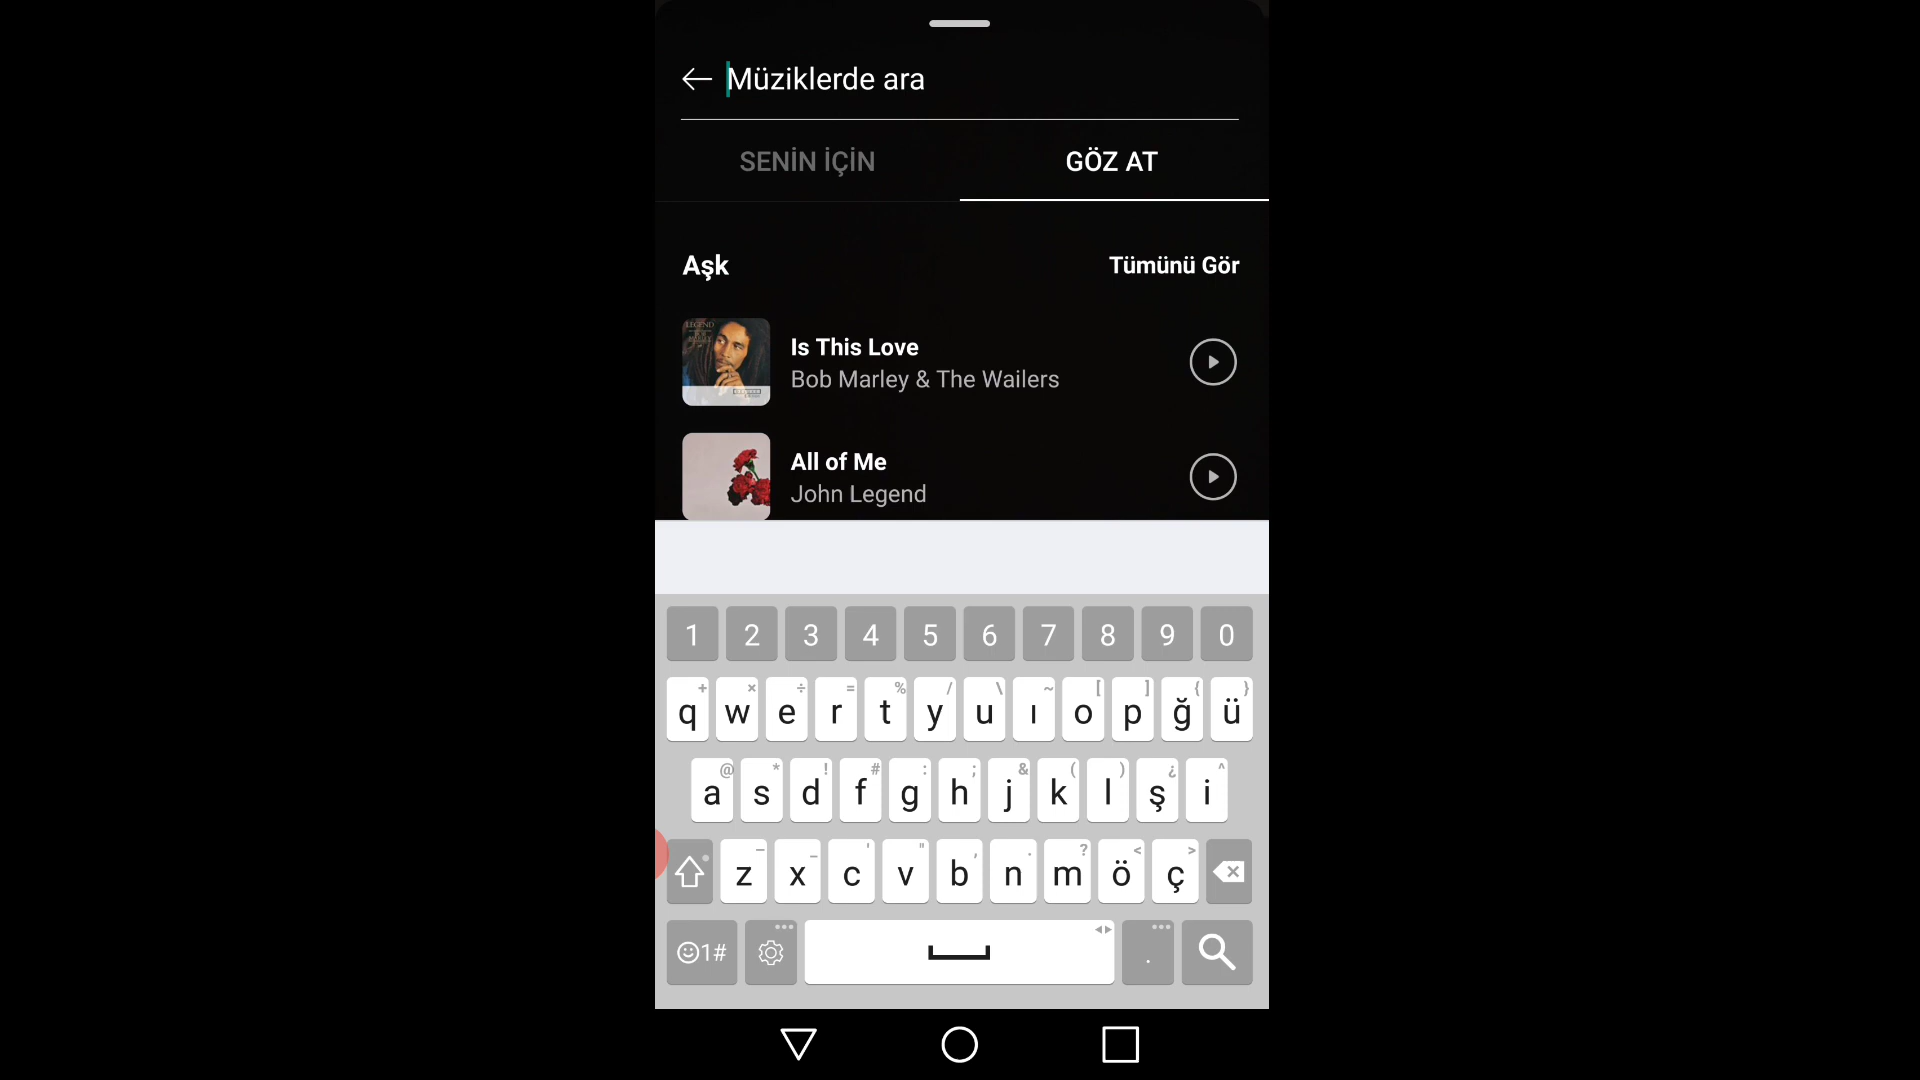 Müziklerde ara
SENİN İÇİN
GÖZ AT
Aşk
Tümünü Gör
LEGEND
Is This Love
Bob Marley & The Wailers
All of Me
John Legend
1 2 3 4 5 6 7 8 9 0
+ × ÷ = % / \ ~ [ ] { }
q w e r t y u ı o p ğ ü
@ * ! # : ; & ( ) ¿ ^
a s d f g h j k l ş i
– _ ' " , . ? < >
z x c v b n m ö ç
1#
.